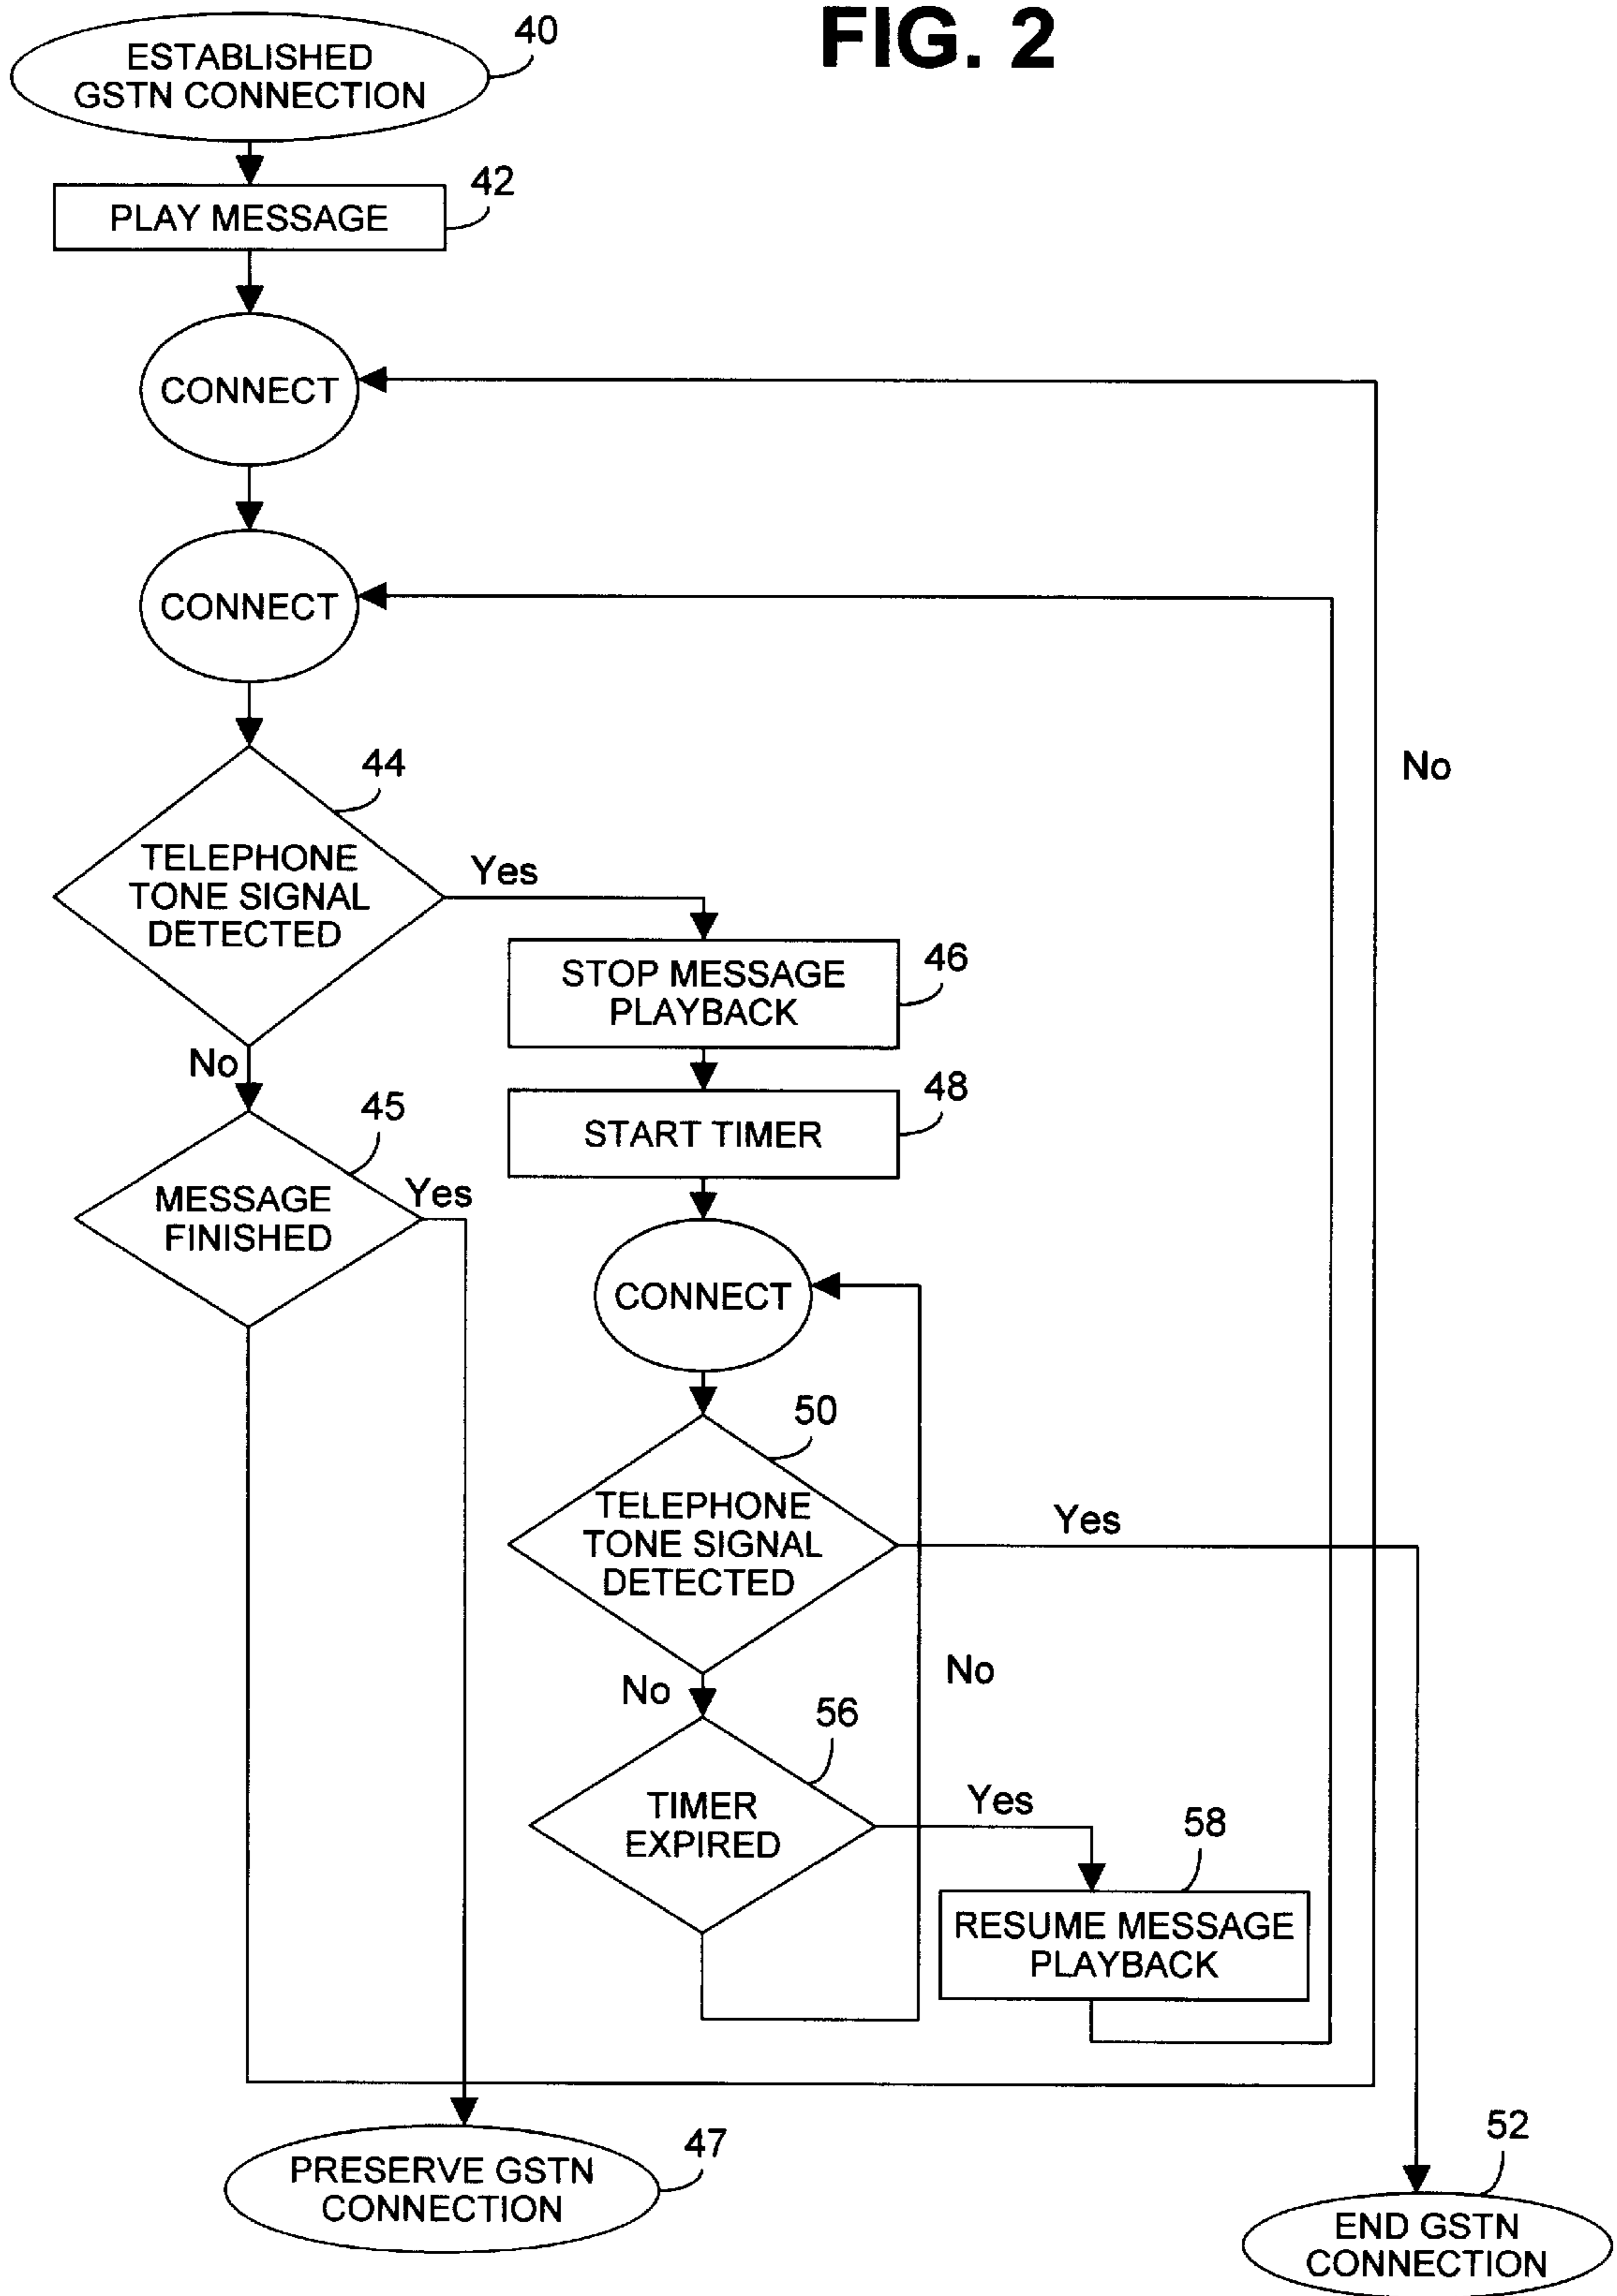 FIG. 2
40
ESTABLISHED
GSTN CONNECTION
42
PLAY MESSAGE
CONNECT
CONNECT
No
44
TELEPHONE
TONE SIGNAL
DETECTED
Yes
46
STOP MESSAGE
PLAYBACK
No
48
START TIMER
45
MESSAGE
FINISHED
Yes
CONNECT
50
TELEPHONE
TONE SIGNAL
DETECTED
Yes
No
No
56
TIMER
EXPIRED
Yes
58
RESUME MESSAGE
PLAYBACK
47
PRESERVE GSTN
CONNECTION
52
END GSTN
CONNECTION